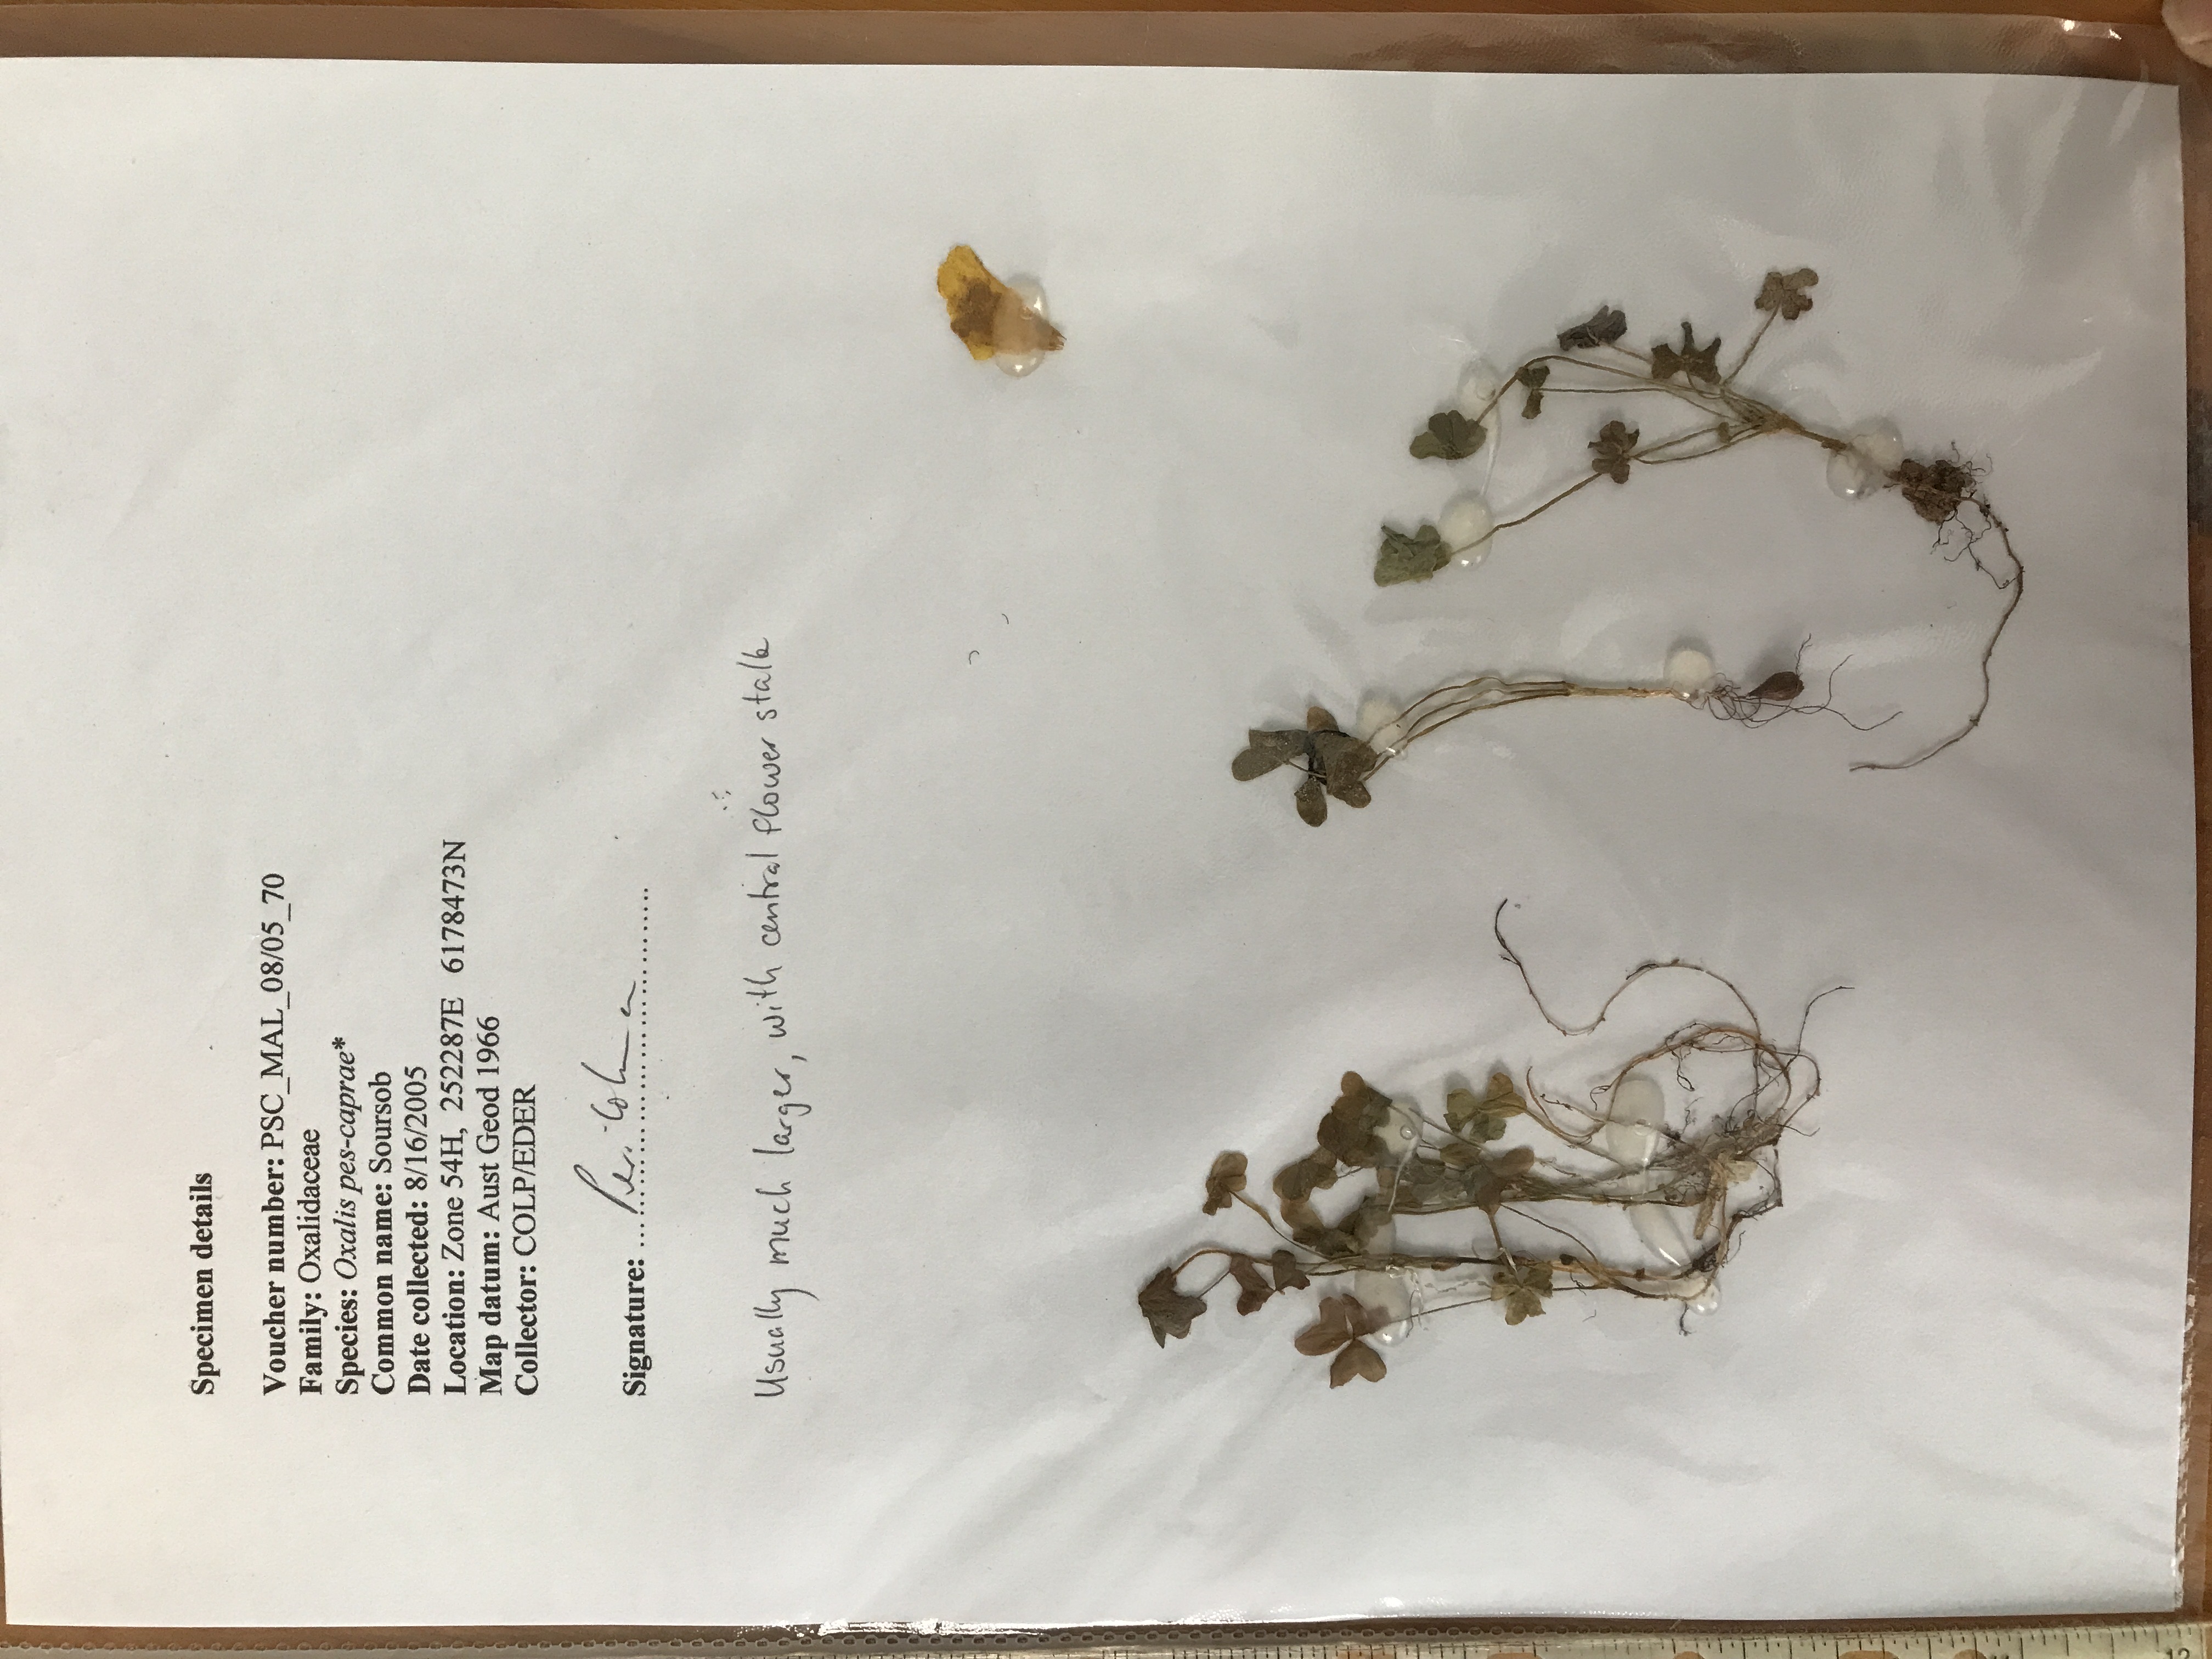 Specimen details
Voucher number: PSC_MAL_08/05_70
Family: Oxalidaceae
Species: Oxalis pes-caprae*
Common name: Soursob
Date collected: 8/16/2005
Location: Zone 54H, 252287E 6178473N
Map datum: Aust Geod 1966
Collector: COLP/EDER
Signature:
Usually much larger, with central flower stalk